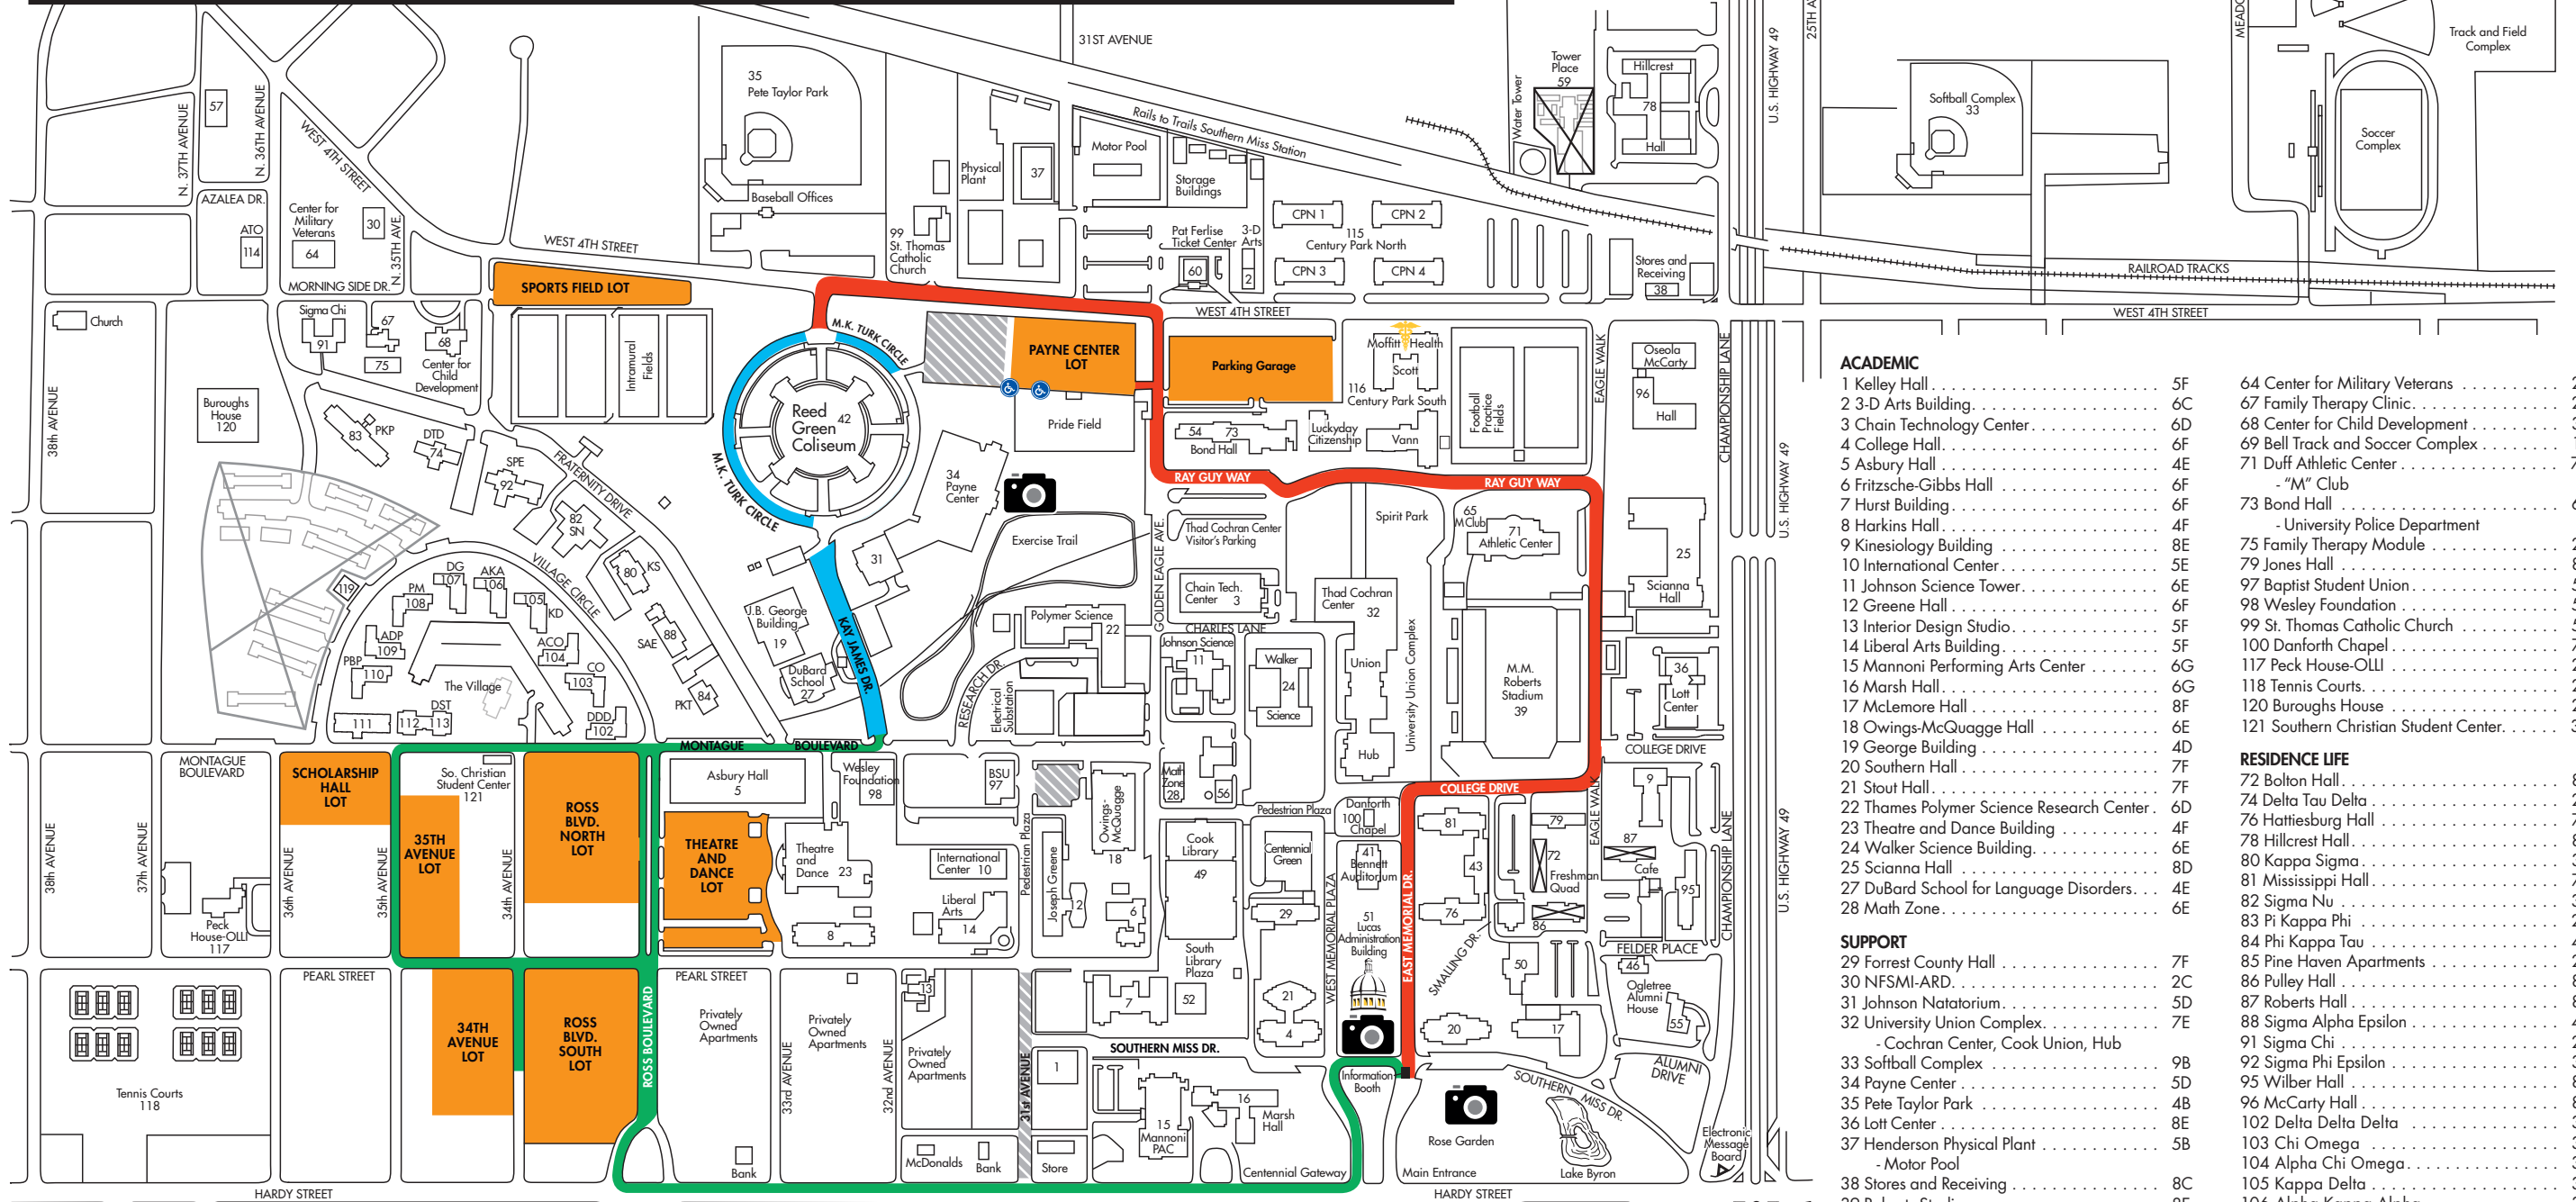 31ST AVENUE
U.S. HIGHWAY 49
Track and Field
Complex
35
Pete Taylor Park
Tower
Place
59
Hillcrest
78
Hall
Water Tower
Softball Complex
33
Soccer
Complex
57
N. 37TH AVENUE
N. 36TH AVENUE
WEST 4TH STREET
Rails to Trails Southern Miss Station
Motor Pool
Physical
Plant
37
Storage
Buildings
Baseball Offices
AZALEA DR.
Center for
Military
Veterans
64
30
N. 35TH AVE.
ATO
114
MORNING SIDE DR.
WEST 4TH STREET
99
St. Thomas
Catholic
Church
Pat Ferlise
Ticket Center
60
3-D
Arts
2
CPN 1
CPN 2
115
Century Park North
CPN 3
CPN 4
Stores and
Receiving
38
RAILROAD TRACKS
SPORTS FIELD LOT
Church
Sigma Chi
91
67
68
75
Center for
Child
Development
Intramural
Fields
M.K. TURK CIRCLE
PAYNE CENTER
LOT
WEST 4TH STREET
WEST 4TH STREET
Parking Garage
Moffitt Health
Scott
116
Century Park South
Football
Practice
Fields
EAGLE WALK
Oseola
McCarty
96
Hall
CHAMPIONSHIP LANE
38th AVENUE
Buroughs
House
120
83
PKP
DTD
74
SPE
92
FRATERNITY DRIVE
82
SN
Reed
Green
Coliseum
42
M.K. TURK CIRCLE
Pride Field
34
Payne
Center
54
73
Bond Hall
Luckyday
Citizenship
Vann
RAY GUY WAY
RAY GUY WAY
U.S. HIGHWAY 49
Thad Cochran Center
Visitor's Parking
Spirit Park
65
M Club
71
Athletic Center
25
Scianna
Hall
Exercise Trail
GOLDEN EAGLE AVE.
31
119
VILLAGE CIRCLE
DG
107
AKA
106
PM
108
105
KD
80
KS
ADP
109
ACO
104
SAE
88
PBP
110
CO
103
The Village
DST
111
112
113
DDD
102
PKT
84
J.B. George
Building
19
DuBard
School
27
KAY JAMES DR.
Polymer Science
22
RESEARCH DR.
Electrical
Substation
Chain Tech.
Center 3
CHARLES LANE
Johnson Science
11
Walker
24
Science
Thad Cochran
Center
32
Union
Hub
University Union Complex
M.M.
Roberts
Stadium
39
36
Lott
Center
COLLEGE DRIVE
MONTAGUE
BOULEVARD
MONTAGUE
BOULEVARD
SCHOLARSHIP
HALL
LOT
So. Christian
Student Center
121
35TH
AVENUE
LOT
ROSS
BLVD.
NORTH
LOT
Asbury Hall
5
Wesley
Foundation
98
BSU
97
Owings-
McQuagge
18
Math
Zone
28
56
Pedestrian Plaza
Danforth
100
Chapel
COLLEGE DRIVE
EAGLE WALK
9
81
79
87
Cafe
95
72
Freshman
Quad
43
76
86
38th AVENUE
37th AVENUE
36th AVENUE
35th AVENUE
34th AVENUE
THEATRE
AND
DANCE
LOT
Theatre
and
Dance 23
8
International
Center 10
Liberal
Arts
14
Pedestrian Plaza
Joseph Greene
12
6
Cook
Library
49
South
Library
Plaza
Centennial
Green
29
41
Bennett
Auditorium
51
Lucas
Administration
Building
WEST MEMORIAL PLAZA
EAST MEMORIAL DR.
SMALLING DR.
FELDER PLACE
CHAMPIONSHIP LANE
U.S. HIGHWAY 49
Peck
House-OLLI
117
PEARL STREET
PEARL STREET
50
46
Ogletree
Alumni
House
55
Tennis Courts
118
34TH
AVENUE
LOT
ROSS
BLVD.
SOUTH
LOT
ROSS BOULEVARD
Privately
Owned
Apartments
33rd AVENUE
Privately
Owned
Apartments
32nd AVENUE
13
Privately
Owned
Apartments
31st AVENUE
7
52
21
4
20
17
SOUTHERN MISS DR.
1
Information
Booth
SOUTHERN MISS DR.
ALUMNI
DRIVE
16
Marsh
Hall
15
Mannoni
PAC
Rose Garden
Lake Byron
Electronic
Message
Board
Bank
McDonalds
Bank
Store
Centennial Gateway
Main Entrance
HARDY STREET
HARDY STREET
ACADEMIC
1 Kelley Hall 5F
2 3-D Arts Building 6C
3 Chain Technology Center 6D
4 College Hall 6F
5 Asbury Hall 4E
6 Fritzsche-Gibbs Hall 6F
7 Hurst Building 6F
8 Harkins Hall 4F
9 Kinesiology Building 8E
10 International Center 5E
11 Johnson Science Tower 6E
12 Greene Hall 6F
13 Interior Design Studio 5F
14 Liberal Arts Building 5F
15 Mannoni Performing Arts Center 6G
16 Marsh Hall 6G
17 McLemore Hall 8F
18 Owings-McQuagge Hall 6E
19 George Building 4D
20 Southern Hall 7F
21 Stout Hall 7F
22 Thames Polymer Science Research Center 6D
23 Theatre and Dance Building 4F
24 Walker Science Building 6E
25 Scianna Hall 8D
27 DuBard School for Language Disorders 4E
28 Math Zone 6E
SUPPORT
29 Forrest County Hall 7F
30 NFSMI-ARD 2C
31 Johnson Natatorium 5D
32 University Union Complex 7E
- Cochran Center, Cook Union, Hub
33 Softball Complex 9B
34 Payne Center 5D
35 Pete Taylor Park 4B
36 Lott Center 8E
37 Henderson Physical Plant 5B
- Motor Pool
38 Stores and Receiving 8C
64 Center for Military Veterans
67 Family Therapy Clinic
68 Center for Child Development
69 Bell Track and Soccer Complex
71 Duff Athletic Center
- "M" Club
73 Bond Hall
- University Police Department
75 Family Therapy Module
79 Jones Hall
97 Baptist Student Union
98 Wesley Foundation
99 St. Thomas Catholic Church
100 Danforth Chapel
117 Peck House-OLLI
118 Tennis Courts
120 Buroughs House
121 Southern Christian Student Center
RESIDENCE LIFE
72 Bolton Hall
74 Delta Tau Delta
76 Hattiesburg Hall
78 Hillcrest Hall
80 Kappa Sigma
81 Mississippi Hall
82 Sigma Nu
83 Pi Kappa Phi
84 Phi Kappa Tau
85 Pine Haven Apartments
86 Pulley Hall
87 Roberts Hall
88 Sigma Alpha Epsilon
91 Sigma Chi
92 Sigma Phi Epsilon
95 Wilber Hall
96 McCarty Hall
102 Delta Delta Delta
103 Chi Omega
104 Alpha Chi Omega
105 Kappa Delta